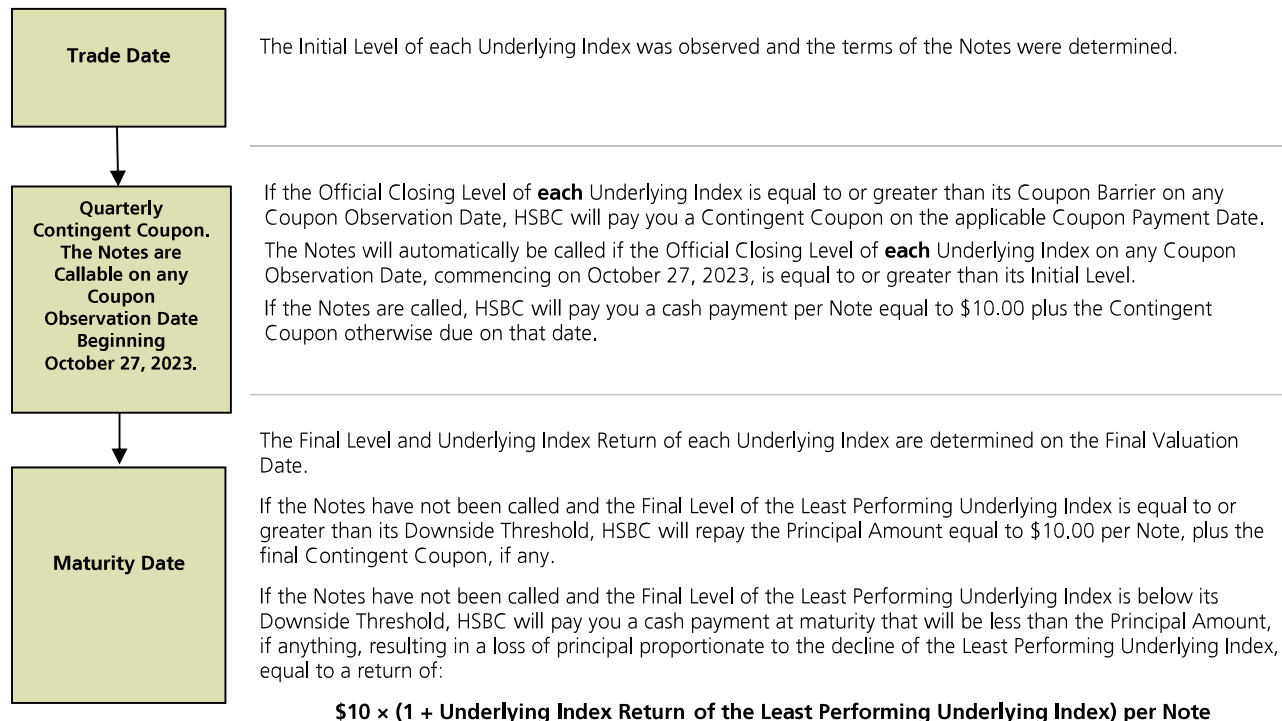 Trade Date
The Initial Level of each Underlying Index was observed and the terms of the Notes were determined.
Quarterly
Contingent Coupon.
The Notes are
Callable on any
Coupon
Observation Date
Beginning
October 27, 2023.
If the Official Closing Level of each Underlying Index is equal to or greater than its Coupon Barrier on any
Coupon Observation Date, HSBC will pay you a Contingent Coupon on the applicable Coupon Payment Date.
The Notes will automatically be called if the Official Closing Level of each Underlying Index on any Coupon
Observation Date, commencing on October 27, 2023, is equal to or greater than its Initial Level.
If the Notes are called, HSBC will pay you a cash payment per Note equal to $10.00 plus the Contingent
Coupon otherwise due on that date.
Maturity Date
The Final Level and Underlying Index Return of each Underlying Index are determined on the Final Valuation
Date.
If the Notes have not been called and the Final Level of the Least Performing Underlying Index is equal to or
greater than its Downside Threshold, HSBC will repay the Principal Amount equal to $10.00 per Note, plus the
final Contingent Coupon, if any.
If the Notes have not been called and the Final Level of the Least Performing Underlying Index is below its
Downside Threshold, HSBC will pay you a cash payment at maturity that will be less than the Principal Amount,
if anything, resulting in a loss of principal proportionate to the decline of the Least Performing Underlying Index,
equal to a return of:
$10 × (1 + Underlying Index Return of the Least Performing Underlying Index) per Note